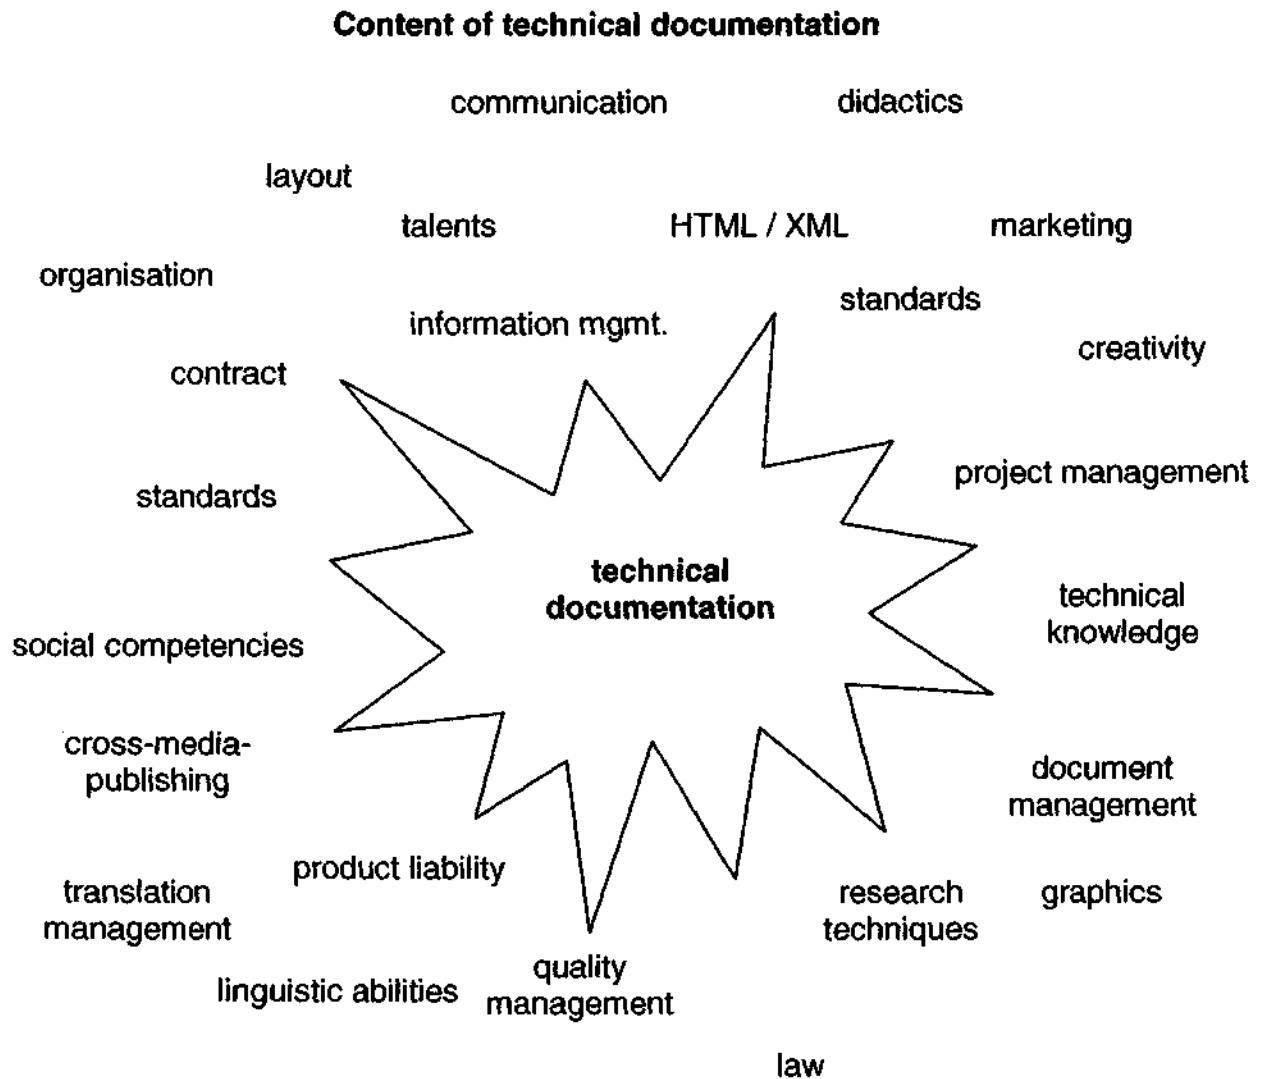 Content of technical documentation
communication
didactics
layout
talents
HTML / XML
marketing
organisation
standards
information mgmt.
creativity
contract
project management
standards
technical
documentation
technical
knowledge
social competencies
cross-media-
publishing
document
management
product liability
translation
management
research
techniques
graphics
quality
management
linguistic abilities
law